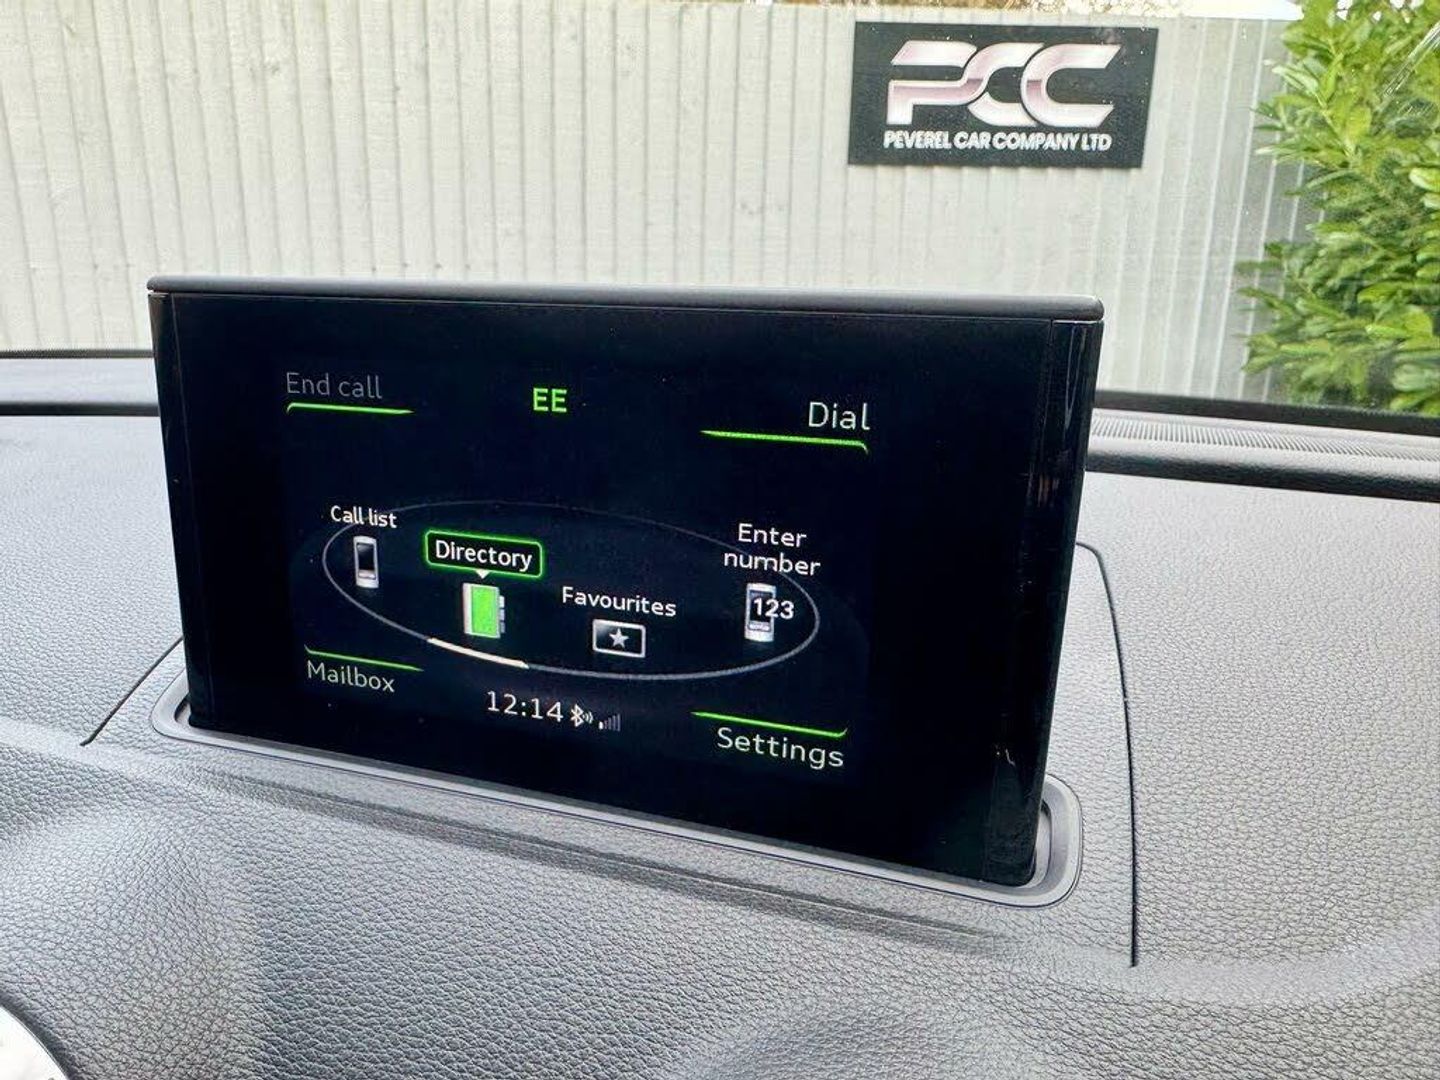 PCC
PEVEREL CAR COMPANY LTD
End call
EE
Dial
Call list
Directory
Favourites
Enter
number
123
Mailbox
12:14
Settings